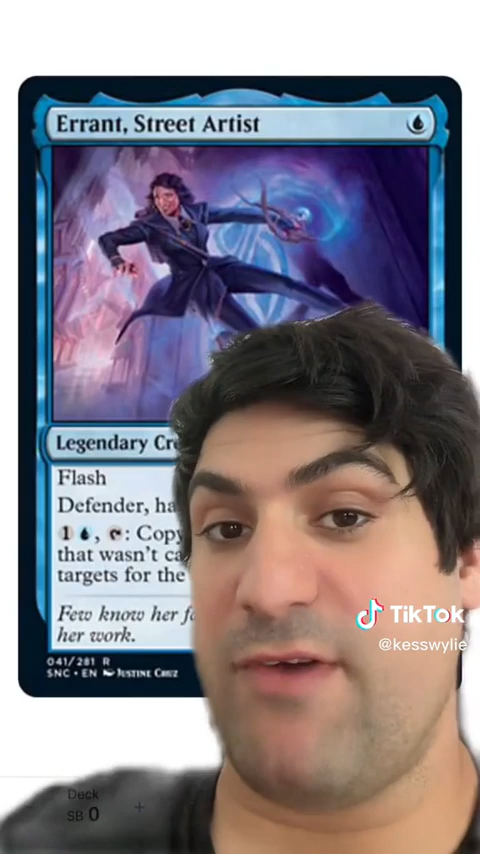 Errant, Street Artist
Legendary Cre
Flash
Defender, ha
1 , : Copy
that wasn't ca
targets for the
Few know her fo
her work.
041/281 R
SNC • EN JUSTINE CRUZ
TikTok
@kesswylie
Deck
SB 0 +